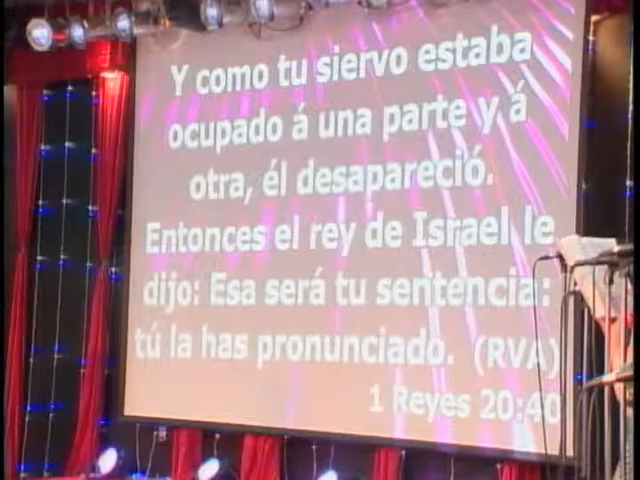 Y como tu siervo estaba
ocupado á una parte y á
otra, él desapareció.
Entonces el rey de Israel le
dijo: Esa será tu sentencia:
tú la has pronunciado. (RVA)
1 Reyes 20:40